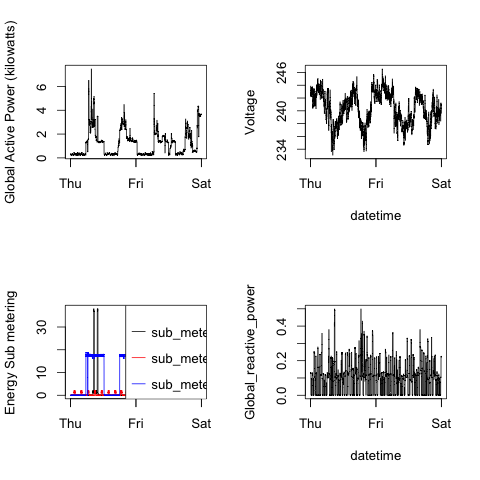 Global Active Power (kilowatts)
6
4
2
0
Thu
Fri
Sat
Voltage
246
240
234
Thu
Fri
Sat
datetime
Energy Sub metering
30
10
0
sub_mete
sub_mete
sub_mete
Thu
Fri
Sat
Global_reactive_power
0.4
0.2
0.0
Thu
Fri
Sat
datetime